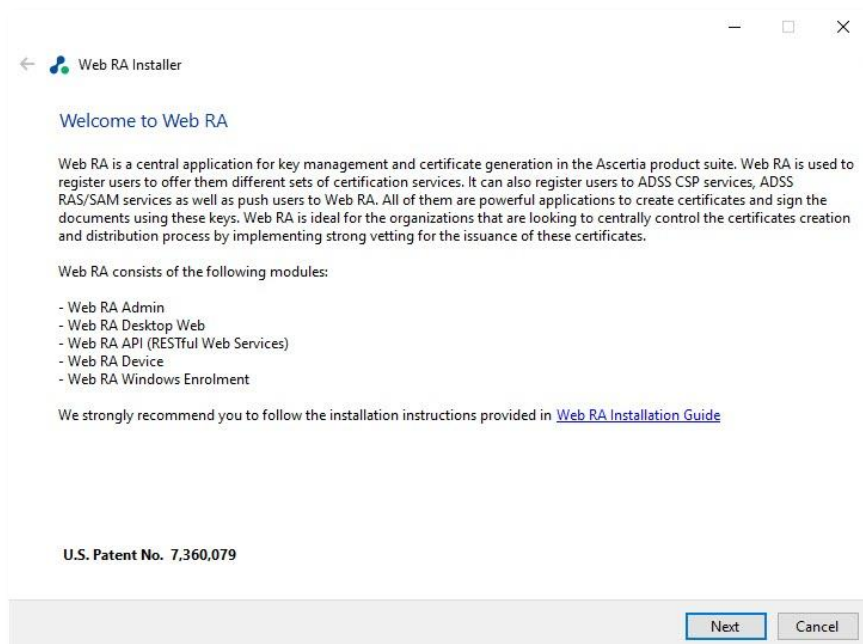 Web RA Installer
Welcome to Web RA
Web RA is a central application for key management and certificate generation in the Ascertia product suite. Web RA is used to
register users to offer them different sets of certification services. It can also register users to ADSS CSP services, ADSS
RAS/SAM services as well as push users to Web RA. All of them are powerful applications to create certificates and sign the
documents using these keys. Web RA is ideal for the organizations that are looking to centrally control the certificates creation
and distribution process by implementing strong vetting for the issuance of these certificates.
Web RA consists of the following modules:
- Web RA Admin
- Web RA Desktop Web
- Web RA API (RESTful Web Services)
- Web RA Device
- Web RA Windows Enrolment
We strongly recommend you to follow the installation instructions provided in Web RA Installation Guide
U.S. Patent No. 7,360,079
Next Cancel